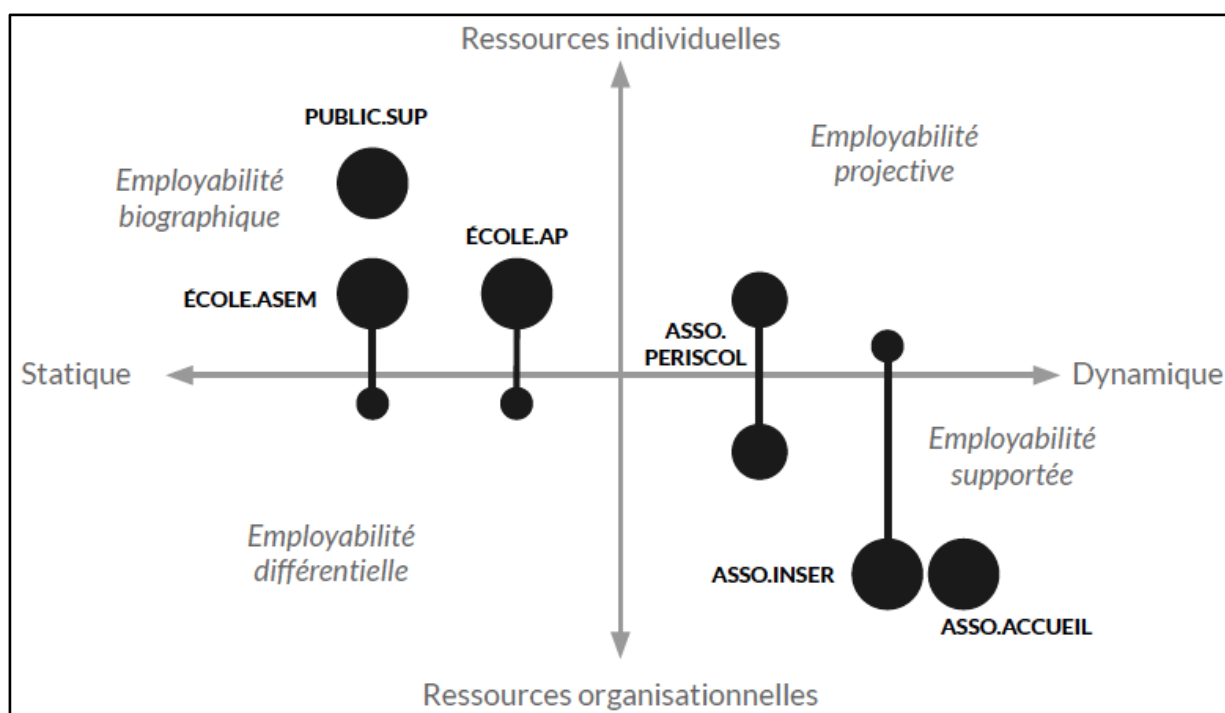 Ressources individuelles
PUBLIC.SUP
Employabilité
projective
Employabilité
biographique
ÉCOLE.AP
ÉCOLE.ASEM
ASSO.
PERISCOL
Statique
Dynamique
Employabilité
supportée
Employabilité
différentielle
ASSO.INSER
ASSO.ACCUEIL
Ressources organisationnelles